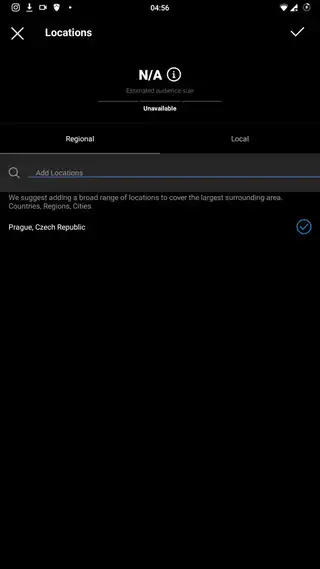 04:56
Locations
N/A
Estimated audience size
Unavailable
Regional
Local
Add Locations
We suggest adding a broad range of locations to cover the largest surrounding area.
Countries, Regions, Cities.
Prague, Czech Republic